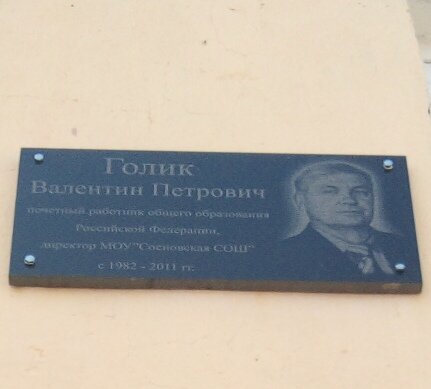 Голик
Валентин Петрович
почетный работник общего образования
Российской Федерации,
директор МОУ"Сосновская СОШ"
с 1982 - 2011 гг.